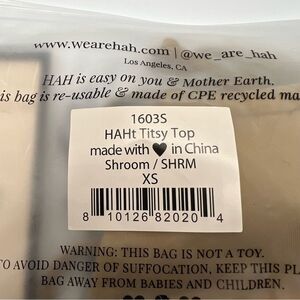 www.wearehah.com | @we_are_hah
Los Angeles, CA
HAH is easy on you & Mother Earth.
is bag is re-usable & made of CPE recycled ma
1603S
HAHt Titsy Top
made with ♥ in China
Shroom / SHRM
XS
8 10126 82020 4
WARNING: THIS BAG IS NOT A TOY.
TO AVOID DANGER OF SUFFOCATION, KEEP THIS PL
BAG AWAY FROM BABIES AND CHILDREN.